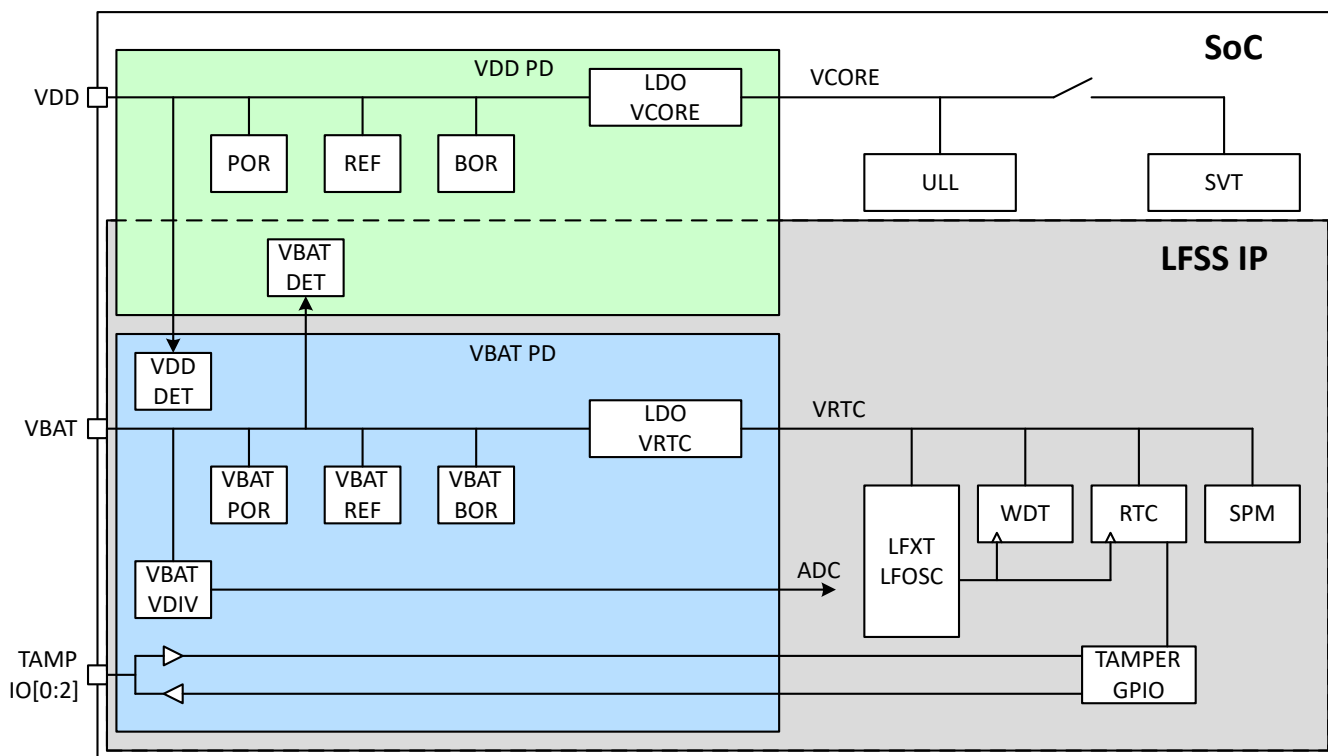 SoC
VDD PD
VDD
LDO
VCORE
VCORE
POR
REF
BOR
ULL
SVT
LFSS IP
VBAT
DET
VBAT PD
VDD
DET
VBAT
LDO
VRTC
VRTC
VBAT
POR
VBAT
REF
VBAT
BOR
LFXT
LFOSC
WDT
RTC
SPM
VBAT
VDIV
ADC
TAMP
IO[0:2]
TAMPER
GPIO